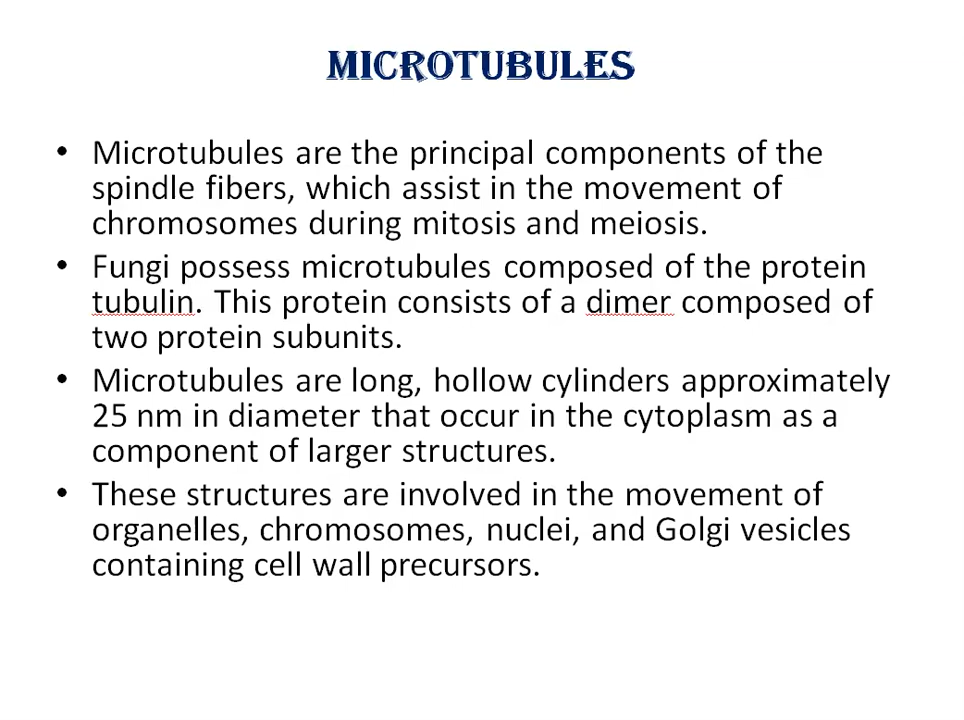 MICROTUBULES
• Microtubules are the principal components of the
spindle fibers, which assist in the movement of
chromosomes during mitosis and meiosis.
• Fungi possess microtubules composed of the protein
tubulin. This protein consists of a dimer composed of
two protein subunits.
• Microtubules are long, hollow cylinders approximately
25 nm in diameter that occur in the cytoplasm as a
component of larger structures.
• These structures are involved in the movement of
organelles, chromosomes, nuclei, and Golgi vesicles
containing cell wall precursors.